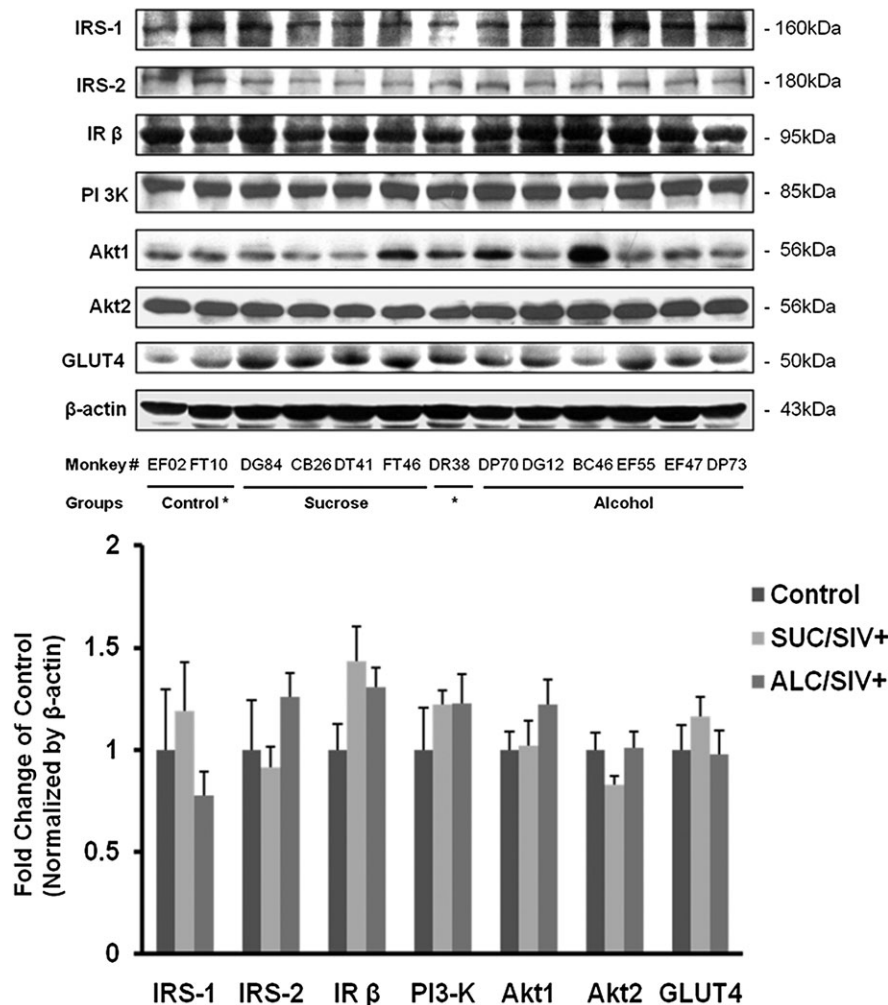 IRS-1 - 160kDa
IRS-2 - 180kDa
IR β - 95kDa
PI 3K - 85kDa
Akt1 - 56kDa
Akt2 - 56kDa
GLUT4 - 50kDa
β-actin - 43kDa
Monkey # EF02 FT10 DG84 CB26 DT41 FT46 DR38 DP70 DG12 BC46 EF55 EF47 DP73
Groups Control * Sucrose * Alcohol
Fold Change of Control
(Normalized by β-actin)
2
1.5
1
0.5
0
Control
SUC/SIV+
ALC/SIV+
IRS-1 IRS-2 IR β PI3-K Akt1 Akt2 GLUT4